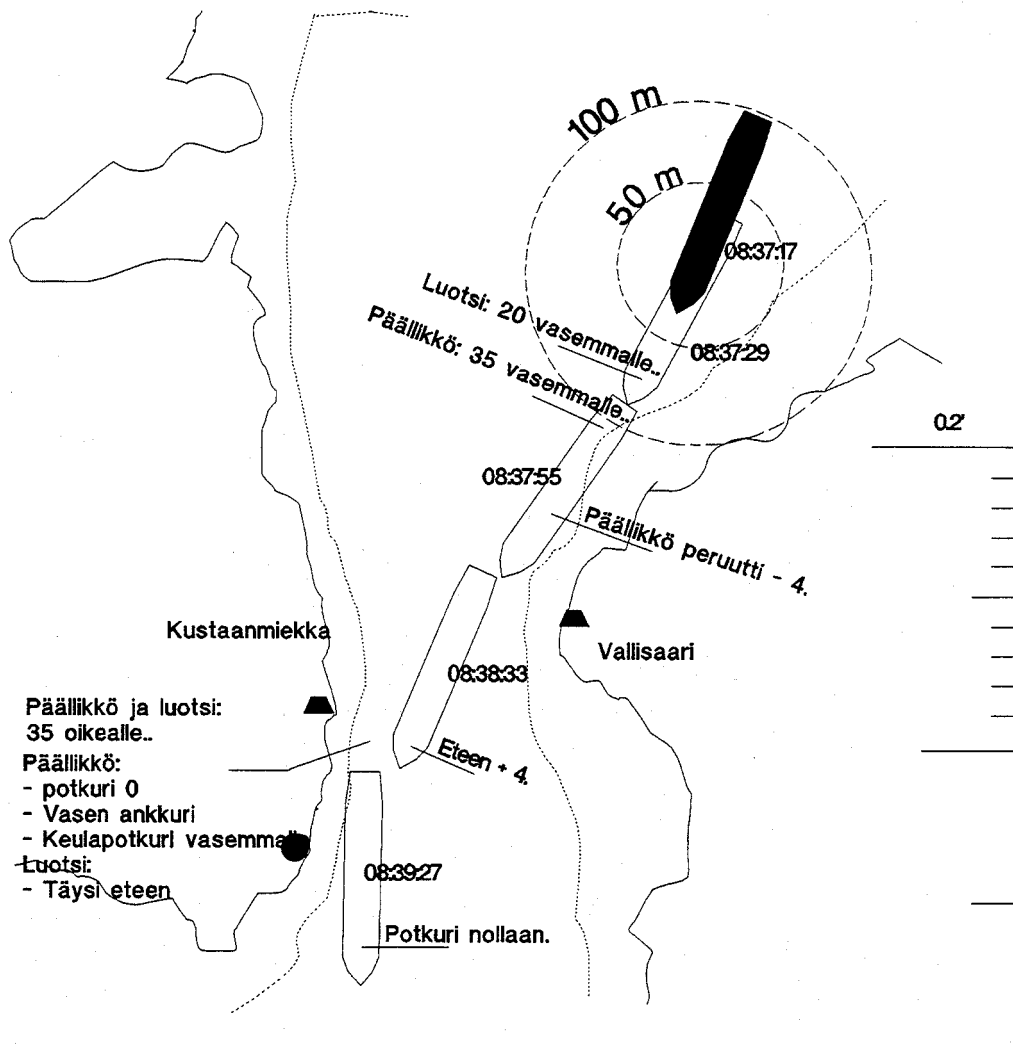 100 m
50 m
08:37:17
Luotsi: 20 vasemmalle..
08:37:29
Päällikkö: 35 vasemmalle..
0.2'
08:37:55
Päällikkö peruutti - 4.
Kustaanmiekka
Vallisaari
08:38:33
Päällikkö ja luotsi:
35 oikealle..
Eteen + 4.
Päällikkö:
- potkuri 0
- Vasen ankkuri
- Keulapotkuri vasemmalle
Luotsi:
- Täysi eteen
08:39:27
Potkuri nollaan.